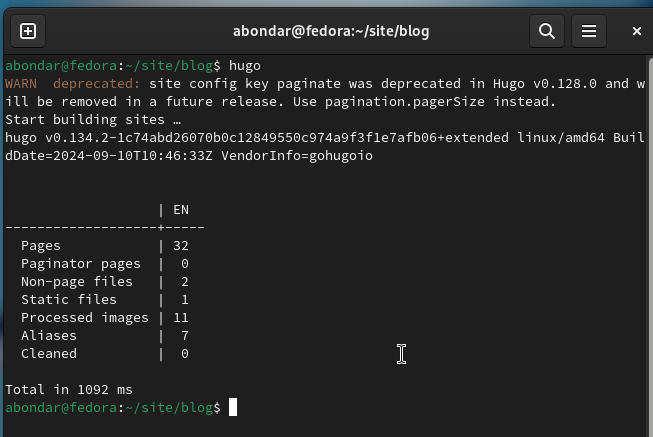 abondar@fedora:~/site/blog
abondar@fedora:~/site/blog$ hugo
WARN  deprecated: site config key paginate was deprecated in Hugo v0.128.0 and w
ill be removed in a future release. Use pagination.pagerSize instead.
Start building sites …
hugo v0.134.2-1c74abd26070b0c12849550c974a9f3f1e7afb06+extended linux/amd64 Buil
dDate=2024-09-10T10:46:33Z VendorInfo=gohugoio
                   | EN
-------------------+-----
  Pages            | 32
  Paginator pages  |  0
  Non-page files   |  2
  Static files     |  1
  Processed images | 11
  Aliases          |  7
  Cleaned          |  0
Total in 1092 ms
abondar@fedora:~/site/blog$